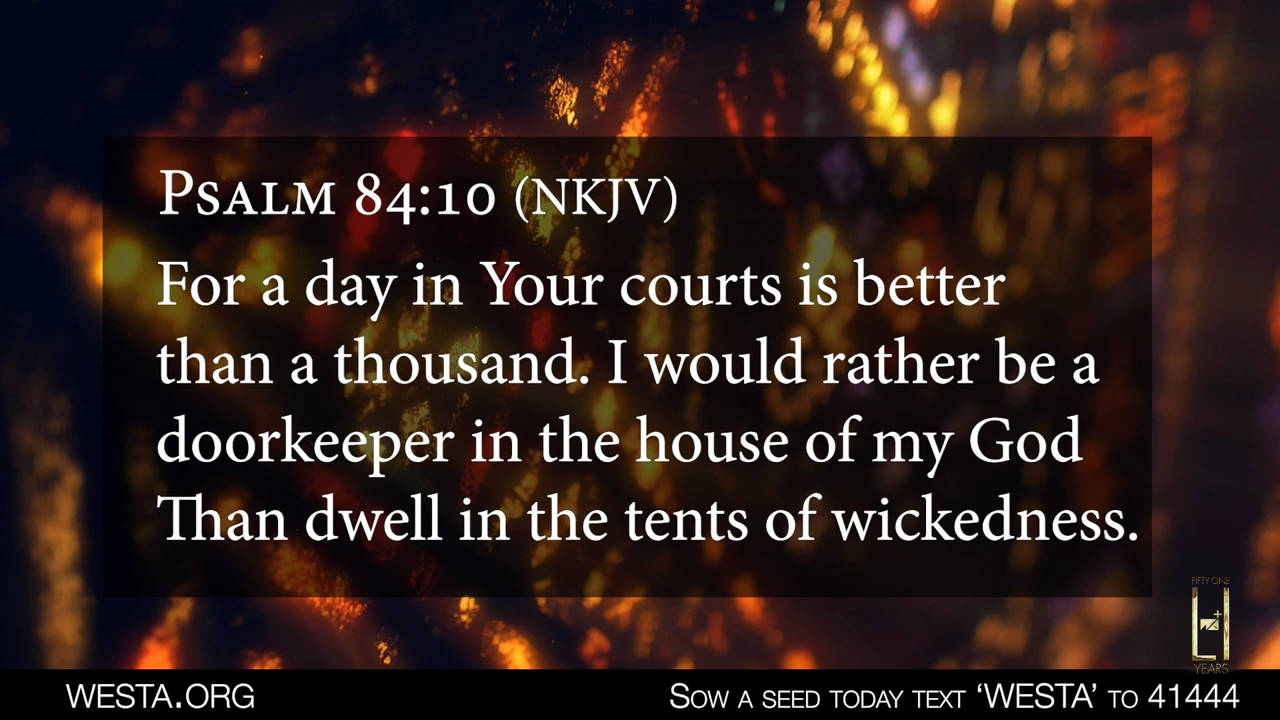 Psalm 84:10 (NKJV)
For a day in Your courts is better
than a thousand. I would rather be a
doorkeeper in the house of my God
Than dwell in the tents of wickedness.
FIFTY ONE
LI
YEARS
WESTA.ORG
Sow a seed today text ‘WESTA’ to 41444